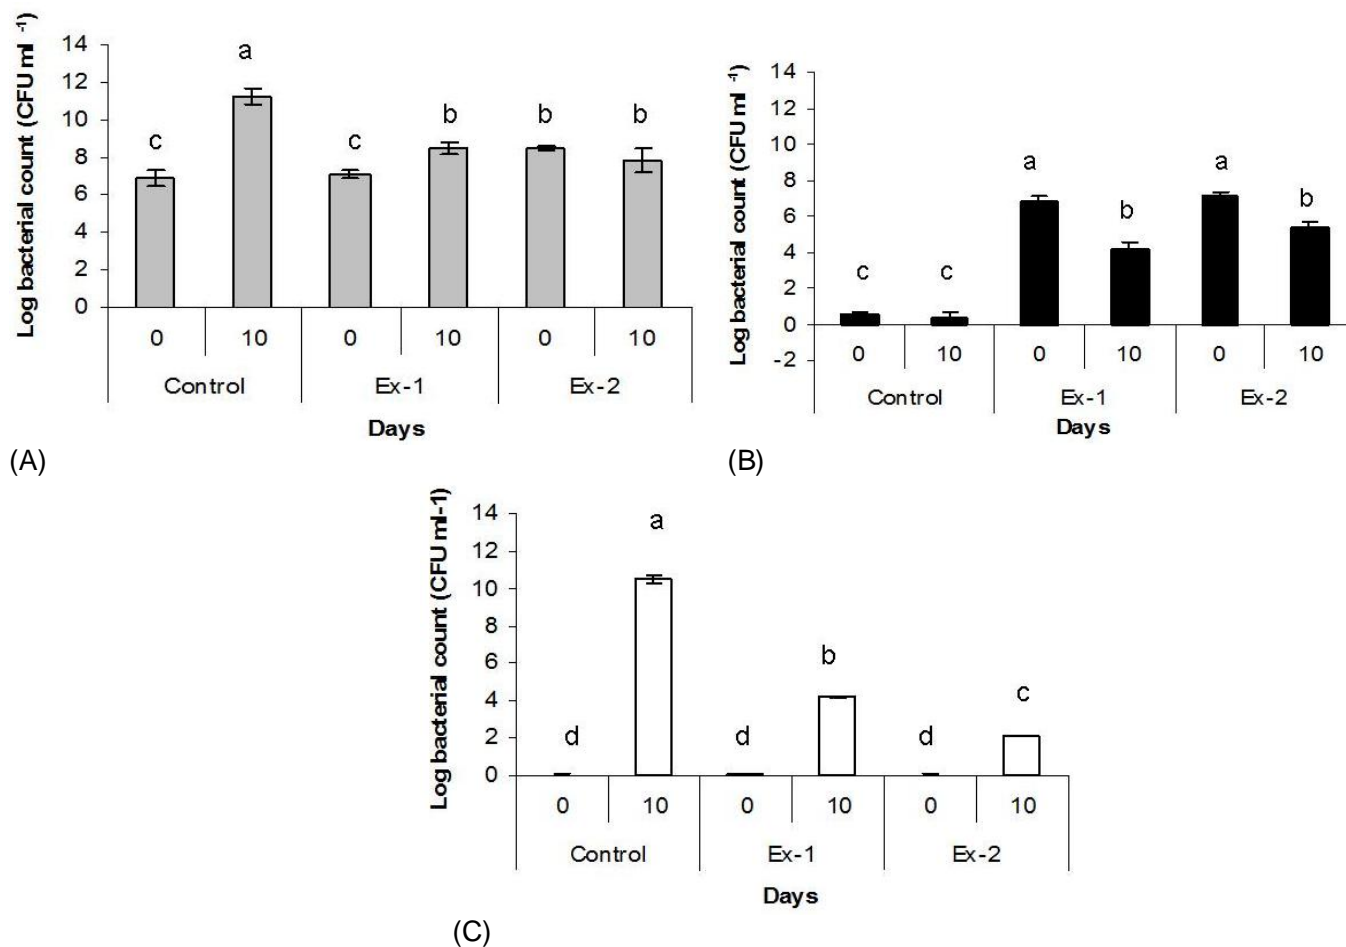 Log bacterial count (CFU ml -1)
14
12
10
8
6
4
2
0
c
a
c
b
b
b
0 10 0 10 0 10
Control Ex-1 Ex-2
Days
(A)
Log bacterial count (CFU ml -1)
14
12
10
8
6
4
2
0
-2
c
c
a
b
a
b
0 10 0 10 0 10
Control Ex-1 Ex-2
Days
(B)
Log bacterial count (CFU ml-1)
14
12
10
8
6
4
2
0
d
a
d
b
d
c
0 10 0 10 0 10
Control Ex-1 Ex-2
Days
(C)